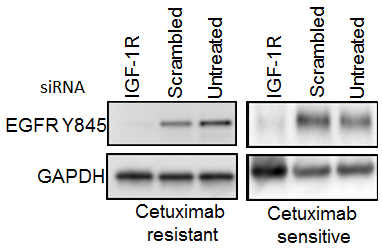 siRNA
IGF-1R
Scrambled
Untreated
IGF-1R
Scrambled
Untreated
EGFR Y845
GAPDH
Cetuximab
resistant
Cetuximab
sensitive